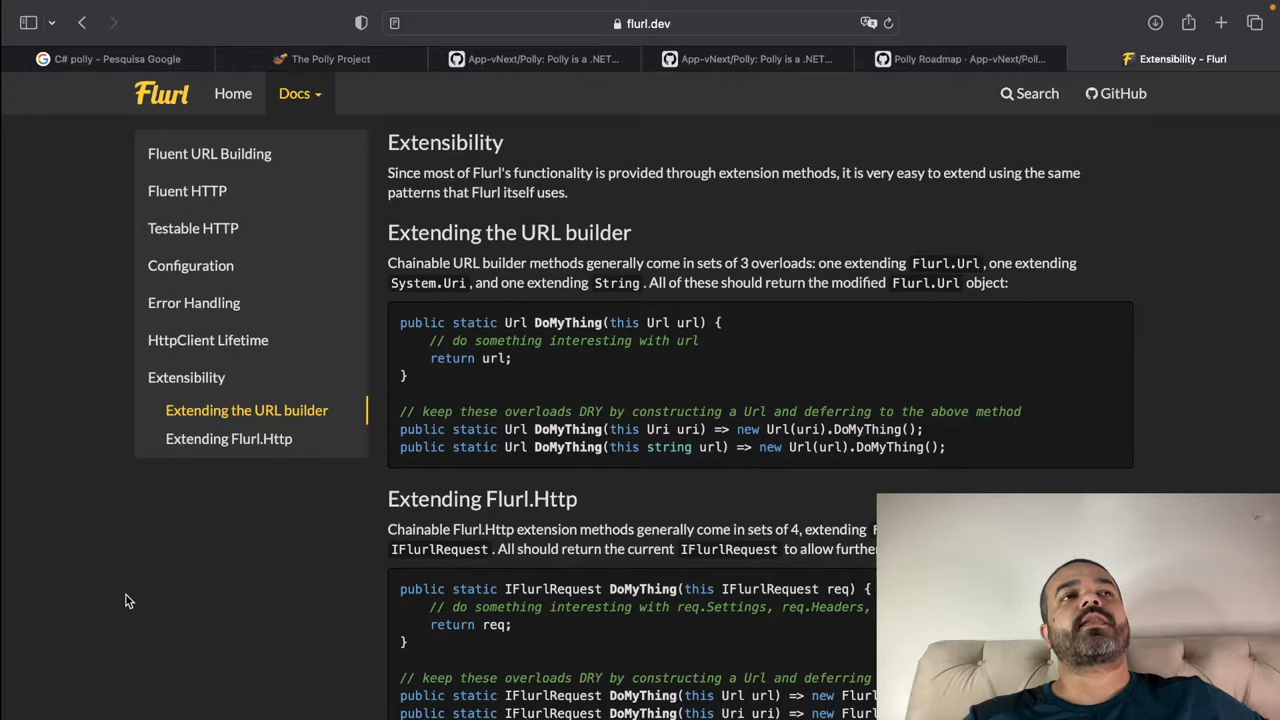 flurl.dev
C# polly - Pesquisa Google
The Polly Project
App-vNext/Polly: Polly is a .NET...
App-vNext/Polly: Polly is a .NET...
Polly Roadmap · App-vNext/Poll...
Extensibility - Flurl
Flurl
Home
Docs
Search
GitHub
Fluent URL Building
Fluent HTTP
Testable HTTP
Configuration
Error Handling
HttpClient Lifetime
Extensibility
Extending the URL builder
Extending Flurl.Http
Extensibility
Since most of Flurl's functionality is provided through extension methods, it is very easy to extend using the same
patterns that Flurl itself uses.
Extending the URL builder
Chainable URL builder methods generally come in sets of 3 overloads: one extending Flurl.Url, one extending
System.Uri, and one extending String. All of these should return the modified Flurl.Url object:
public static Url DoMyThing(this Url url) {
// do something interesting with url
return url;
}
// keep these overloads DRY by constructing a Url and deferring to the above method
public static Url DoMyThing(this Uri uri) => new Url(uri).DoMyThing();
public static Url DoMyThing(this string url) => new Url(url).DoMyThing();
Extending Flurl.Http
Chainable Flurl.Http extension methods generally come in sets of 4, extending
IFlurlRequest. All should return the current IFlurlRequest to allow furthe
public static IFlurlRequest DoMyThing(this IFlurlRequest req) {
// do something interesting with req.Settings, req.Headers,
return req;
}
// keep these overloads DRY by constructing a Url and deferring
public static IFlurlRequest DoMyThing(this Url url) => new Flurl
public static IFlurlRequest DoMyThing(this Uri uri) => new Flurl